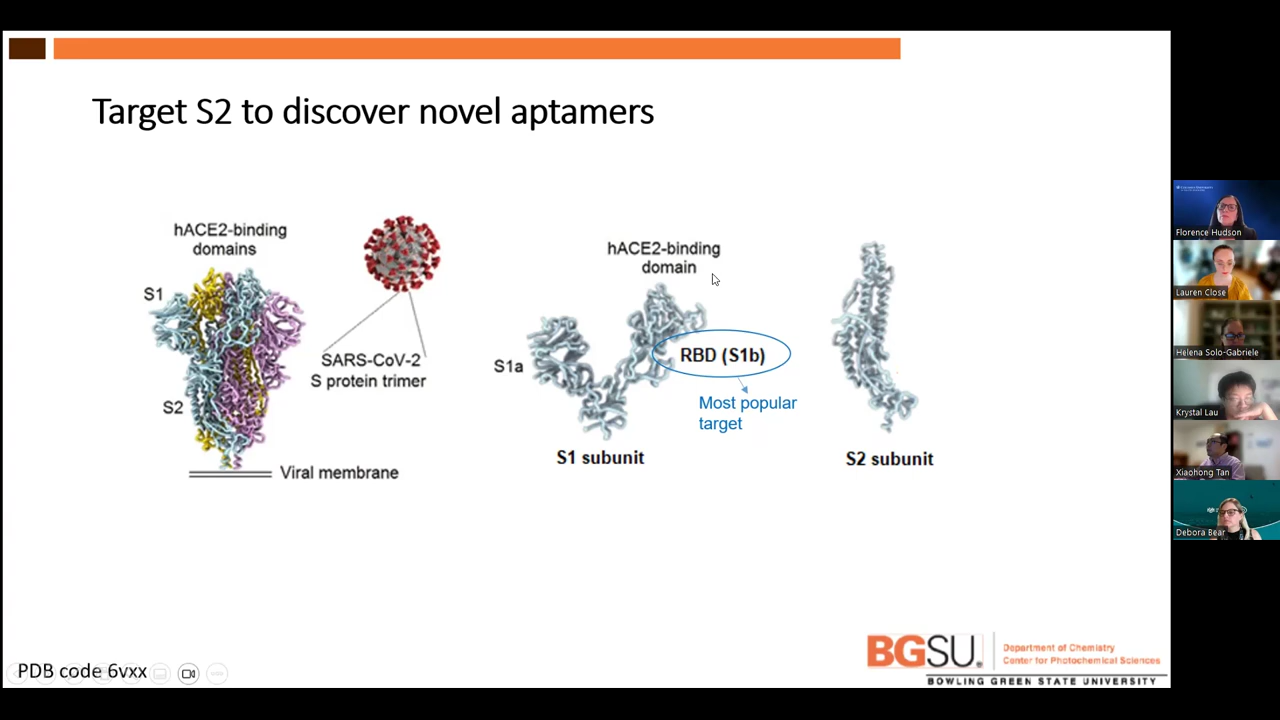 Target S2 to discover novel aptamers
hACE2-binding
domains
S1
S2
SARS-CoV-2
S protein trimer
Viral membrane
hACE2-binding
domain
S1a
RBD (S1b)
Most popular
target
S1 subunit
S2 subunit
PDB code 6vxx
BGSU.
Department of Chemistry
Center for Photochemical Sciences
BOWLING GREEN STATE UNIVERSITY
Florence Hudson
Lauren Close
Helena Solo-Gabriele
Krystal Lau
Xiaohong Tan
Debora Bear